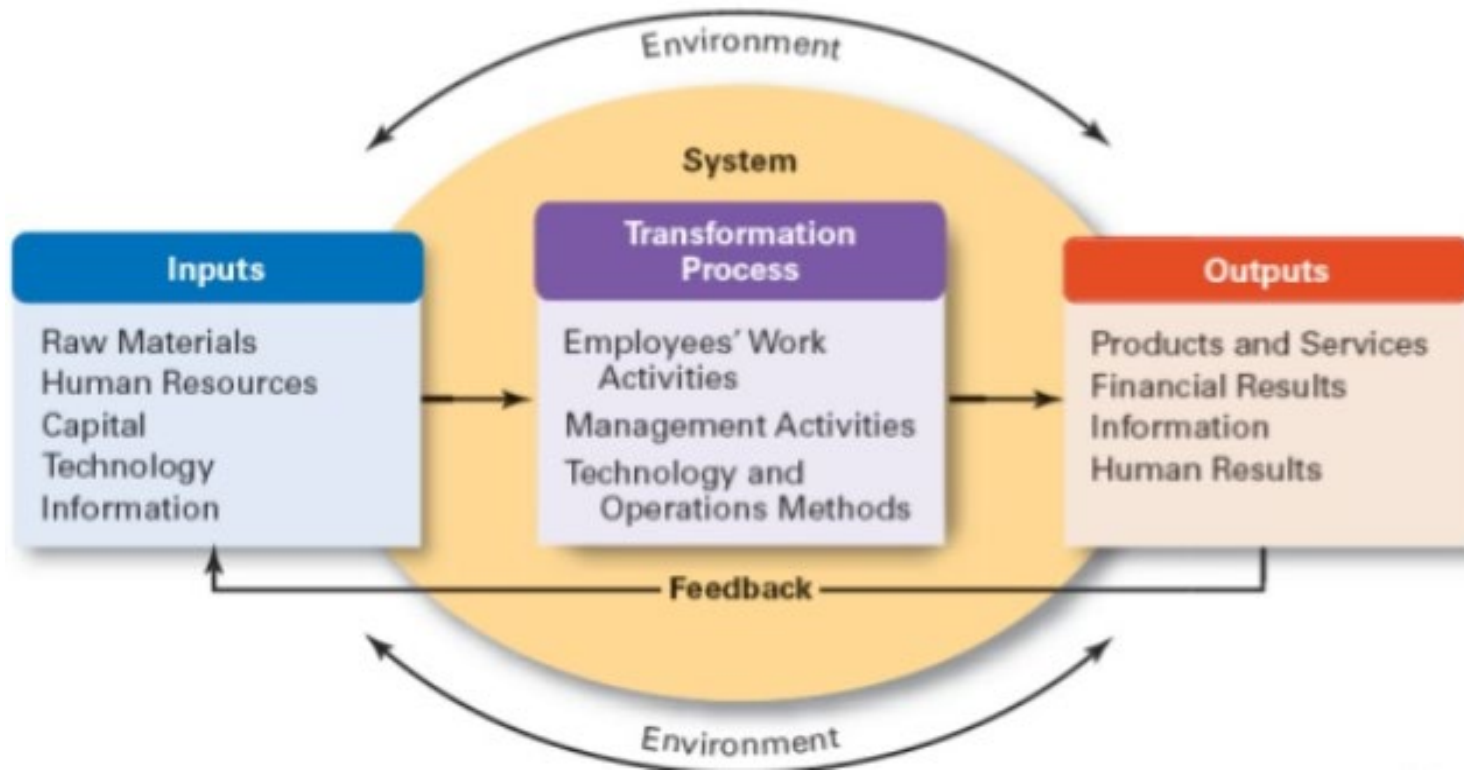 Environment
System
Inputs
Raw Materials
Human Resources
Capital
Technology
Information
Transformation
Process
Employees' Work
Activities
Management Activities
Technology and
Operations Methods
Outputs
Products and Services
Financial Results
Information
Human Results
Feedback
Environment